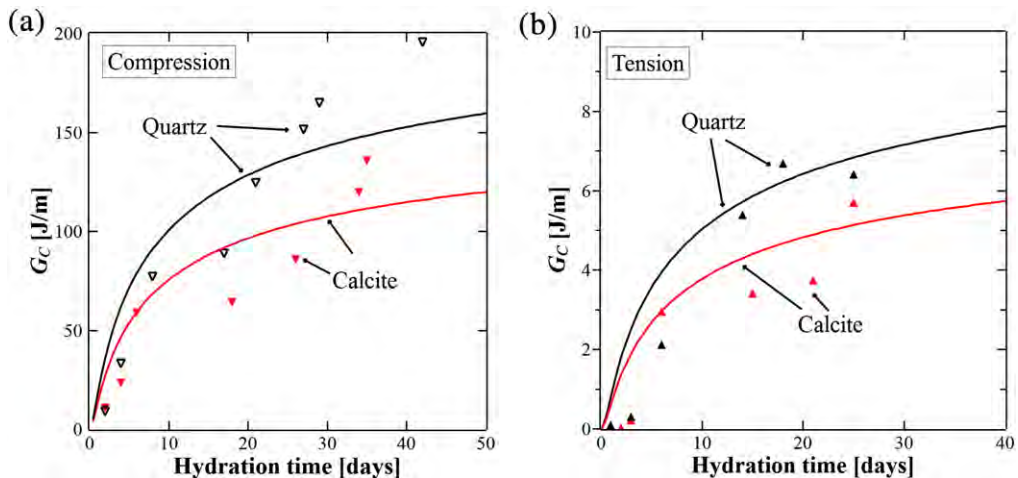 (a)
Compression
Quartz
Calcite
G_C [J/m]
200
150
100
50
0
0 10 20 30 40 50
Hydration time [days]
(b)
Tension
Quartz
Calcite
G_C [J/m]
10
8
6
4
2
0
0 10 20 30 40
Hydration time [days]